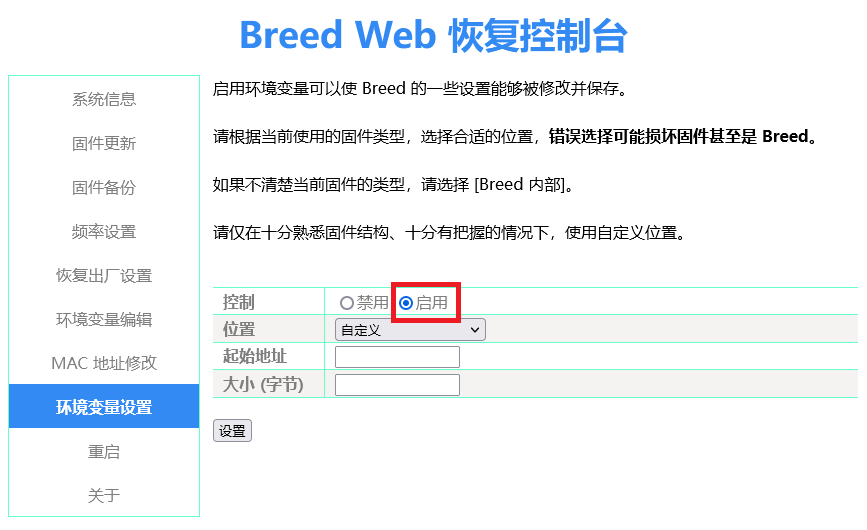 Breed Web 恢复控制台
系统信息
固件更新
固件备份
频率设置
恢复出厂设置
环境变量编辑
MAC 地址修改
环境变量设置
重启
关于
启用环境变量可以使 Breed 的一些设置能够被修改并保存。
请根据当前使用的固件类型，选择合适的位置，错误选择可能损坏固件甚至是 Breed。
如果不清楚当前固件的类型，请选择 [Breed 内部]。
请仅在十分熟悉固件结构、十分有把握的情况下，使用自定义位置。
控制 禁用 启用
位置 自定义
起始地址
大小 (字节)
设置